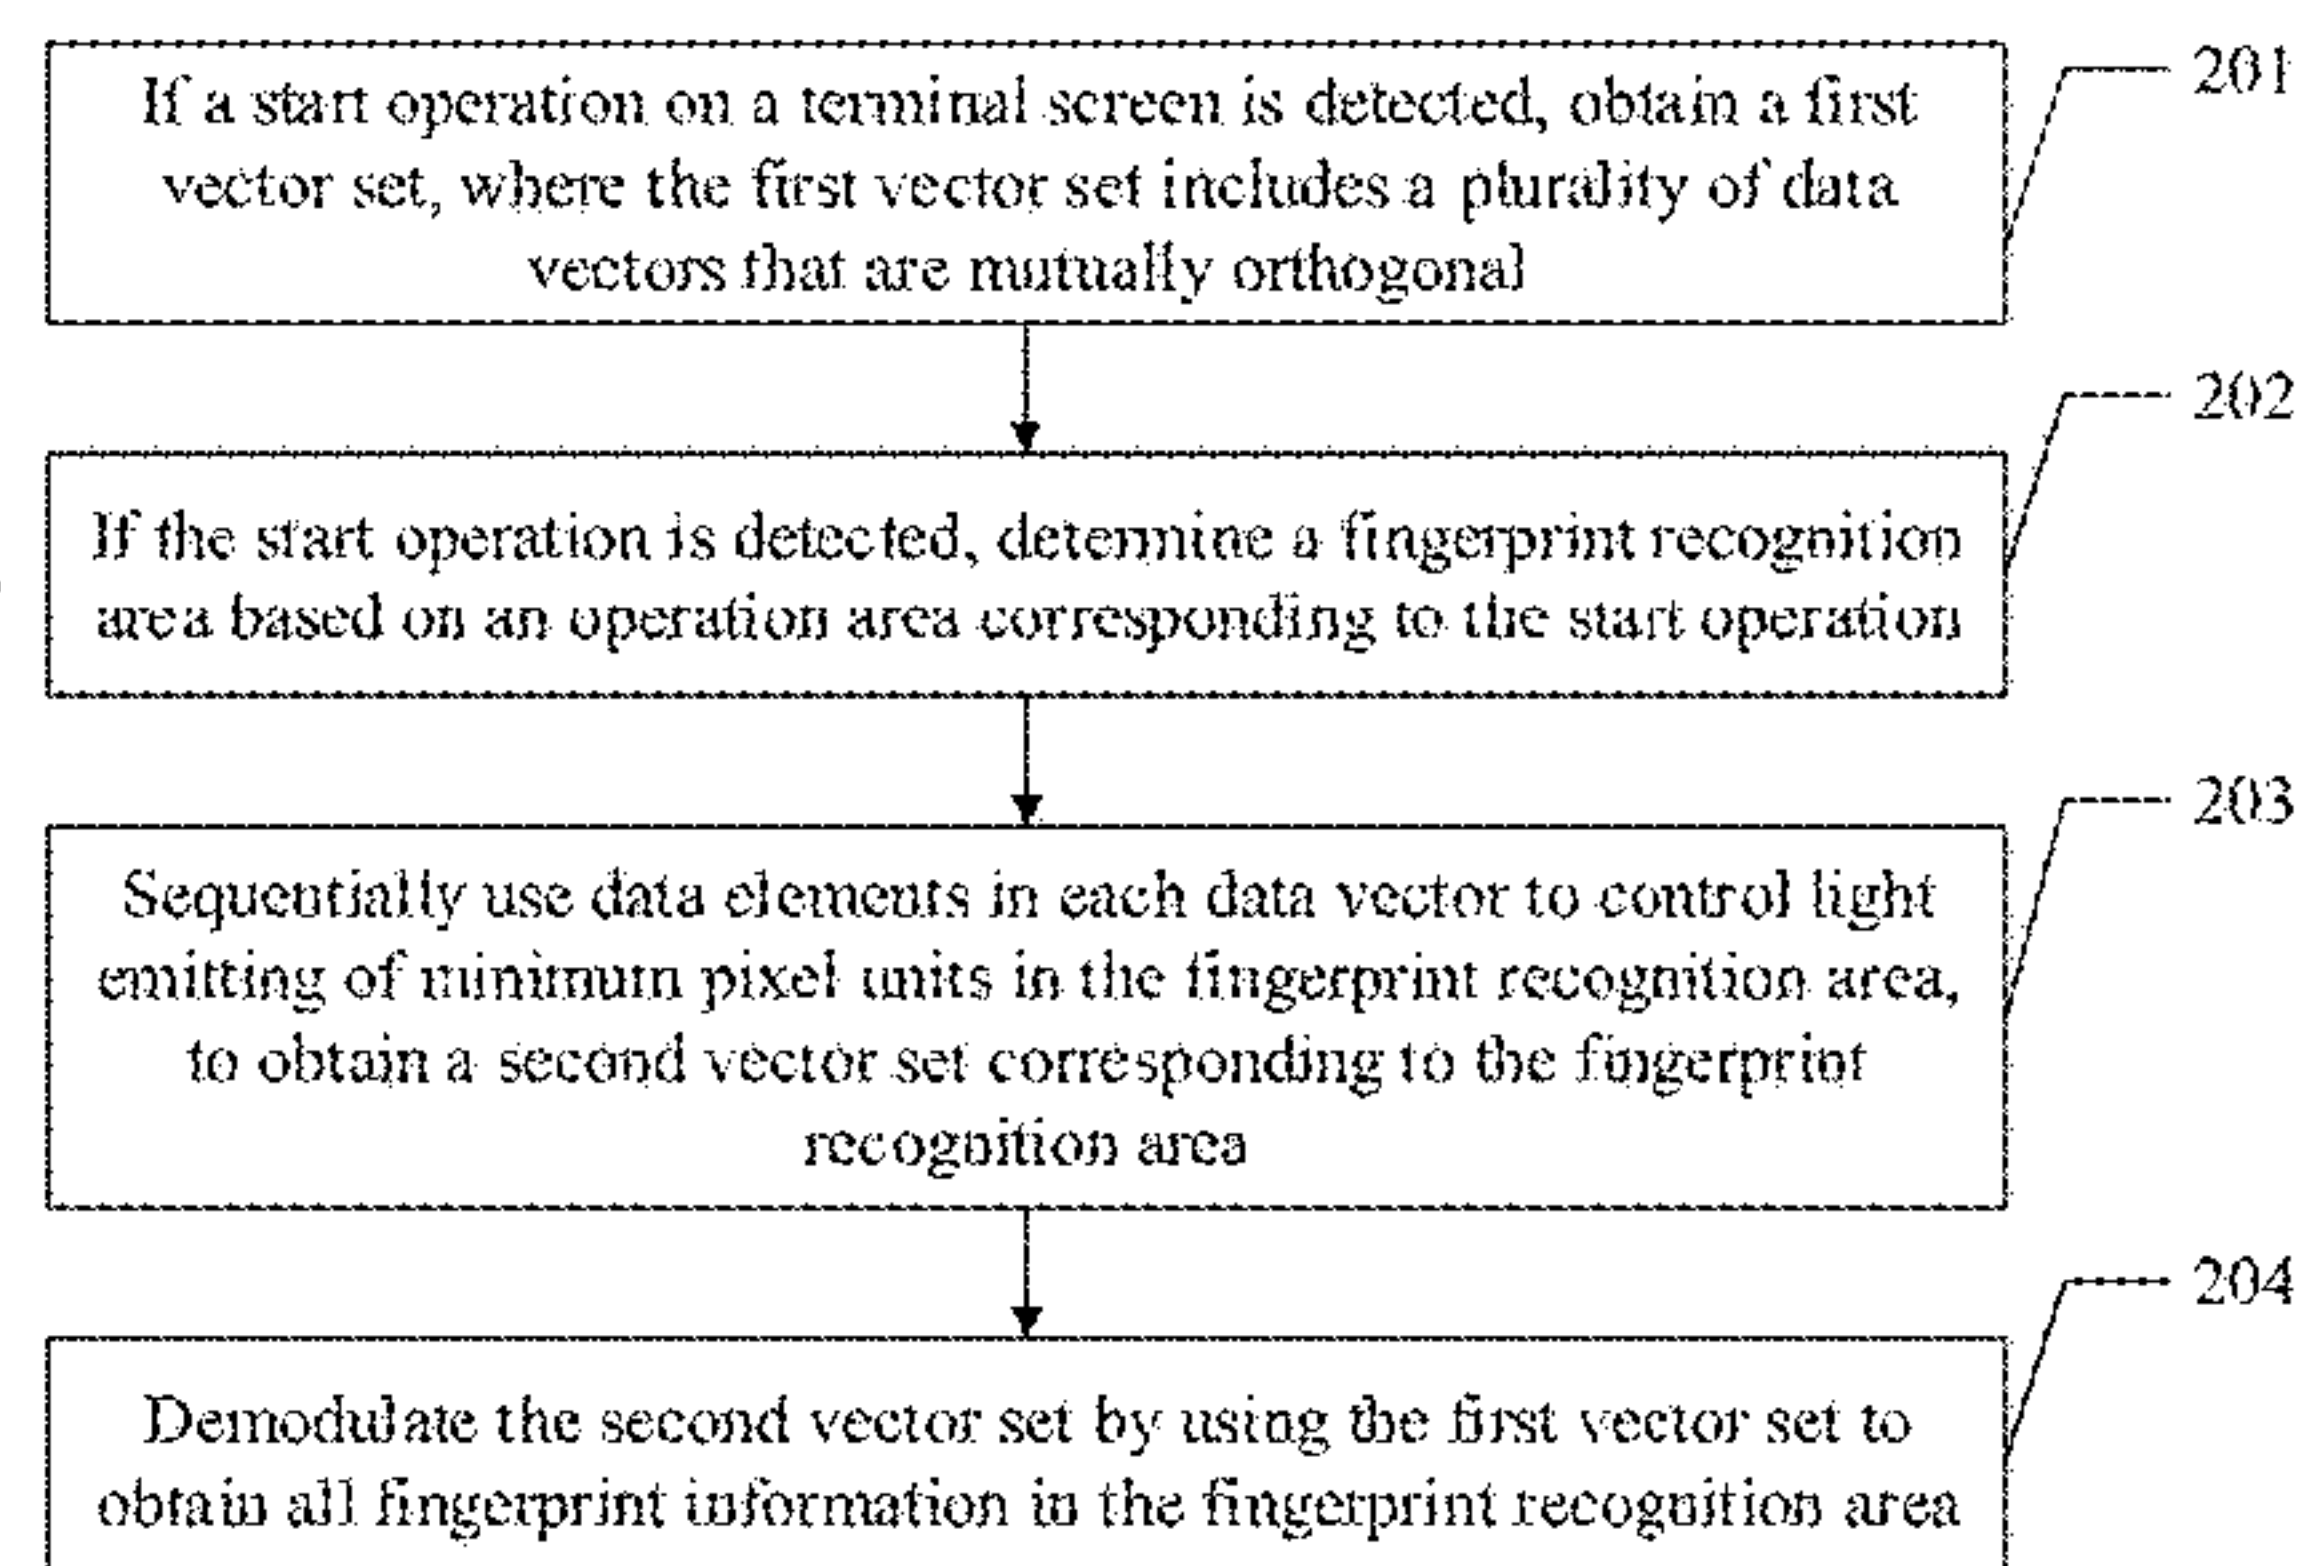 If a start operation on a terminal screen is detected, obtain a first
vector set, where the first vector set includes a plurality of data
vectors that are mutually orthogonal
201
If the start operation is detected, determine a fingerprint recognition
area based on an operation area corresponding to the start operation
202
Sequentially use data elements in each data vector to control light
emitting of minimum pixel units in the fingerprint recognition area,
to obtain a second vector set corresponding to the fingerprint
recognition area
203
Demodulate the second vector set by using the first vector set to
obtain all fingerprint information in the fingerprint recognition area
204